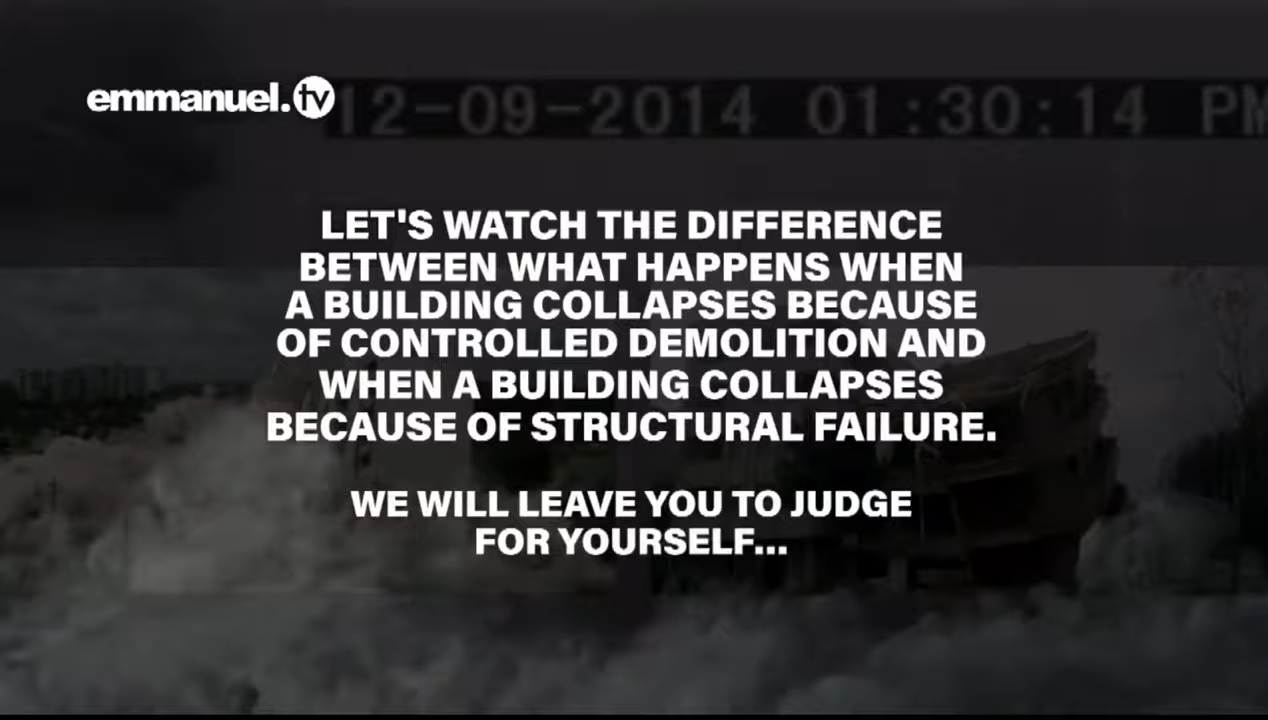 emmanuel.tv
12-09-2014 01:30:14 PM
LET'S WATCH THE DIFFERENCE
BETWEEN WHAT HAPPENS WHEN
A BUILDING COLLAPSES BECAUSE
OF CONTROLLED DEMOLITION AND
WHEN A BUILDING COLLAPSES
BECAUSE OF STRUCTURAL FAILURE.
WE WILL LEAVE YOU TO JUDGE
FOR YOURSELF...